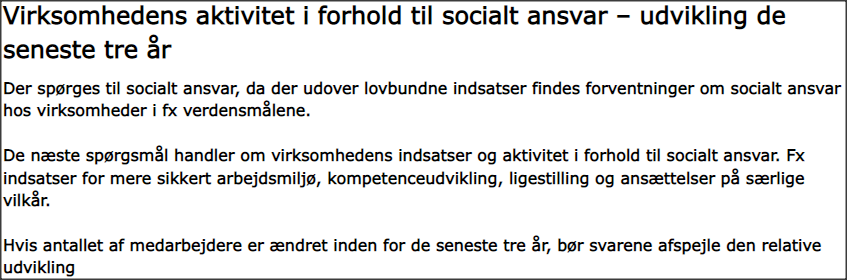 Virksomhedens aktivitet i forhold til socialt ansvar – udvikling de
seneste tre år
Der spørges til socialt ansvar, da der udover lovbundne indsatser findes forventninger om socialt ansvar
hos virksomheder i fx verdensmålene.
De næste spørgsmål handler om virksomhedens indsatser og aktivitet i forhold til socialt ansvar. Fx
indsatser for mere sikkert arbejdsmiljø, kompetenceudvikling, ligestilling og ansættelser på særlige
vilkår.
Hvis antallet af medarbejdere er ændret inden for de seneste tre år, bør svarene afspejle den relative
udvikling